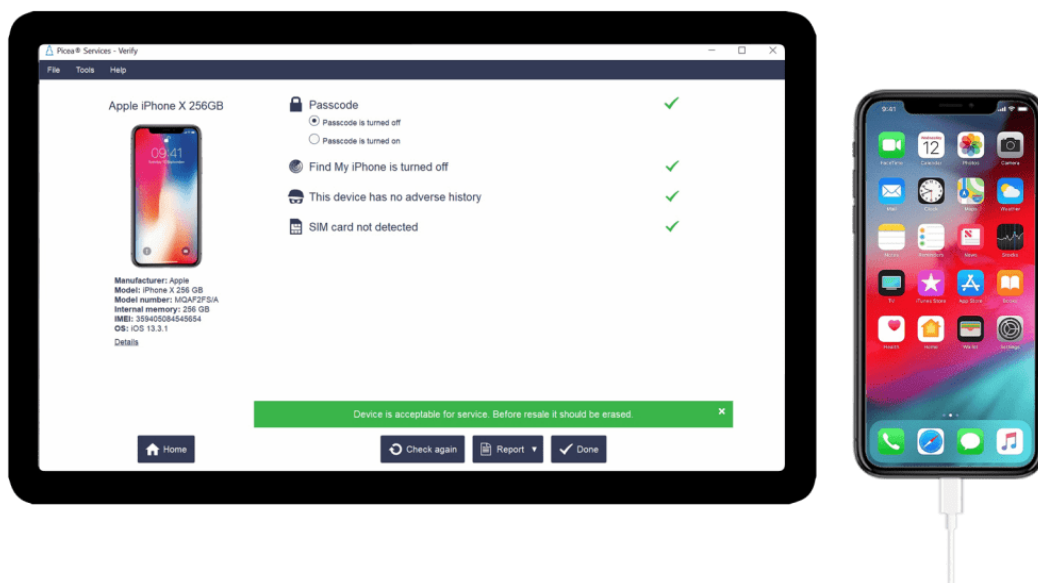 Picea® Services - Verify
File Tools Help
Apple iPhone X 256GB
09:41
Manufacturer: Apple
Model: iPhone X 256 GB
Model number: MQAF2FS/A
Internal memory: 256 GB
IMEI: 359405084545654
OS: iOS 13.3.1
Details
Passcode
Passcode is turned off
Passcode is turned on
Find My iPhone is turned off
This device has no adverse history
SIM card not detected
Device is acceptable for service. Before resale it should be erased.
Home
Check again
Report
Done
9:41
Wednesday
12
FaceTime Calendar Photos Camera
Mail Clock Maps Weather
Notes Reminders News Stocks
TV iTunes Store App Store Books
Health Home Wallet Settings